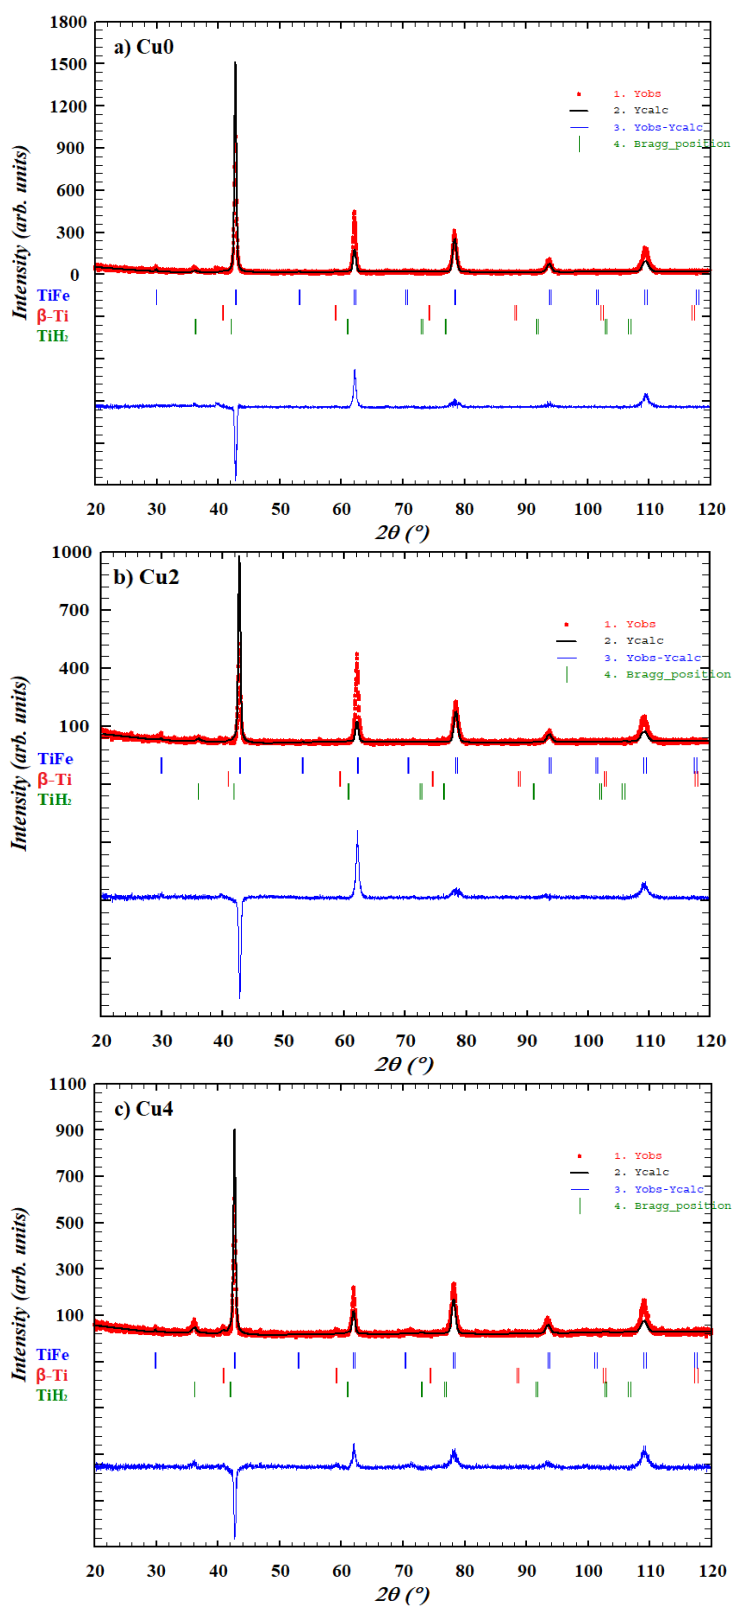 a) Cu0
1800
1500
1200
900
600
300
0
Intensity (arb. units)
1. Yobs
2. Ycalc
3. Yobs-Ycalc
4. Bragg_position
TiFe
β-Ti
TiH₂
20 30 40 50 60 70 80 90 100 110 120
2θ (°)
b) Cu2
1000
700
400
100
Intensity (arb. units)
1. Yobs
2. Ycalc
3. Yobs-Ycalc
4. Bragg_position
TiFe
β-Ti
TiH₂
20 30 40 50 60 70 80 90 100 110 120
2θ (°)
c) Cu4
1100
900
700
500
300
100
Intensity (arb. units)
1. Yobs
2. Ycalc
3. Yobs-Ycalc
4. Bragg_position
TiFe
β-Ti
TiH₂
20 30 40 50 60 70 80 90 100 110 120
2θ (°)